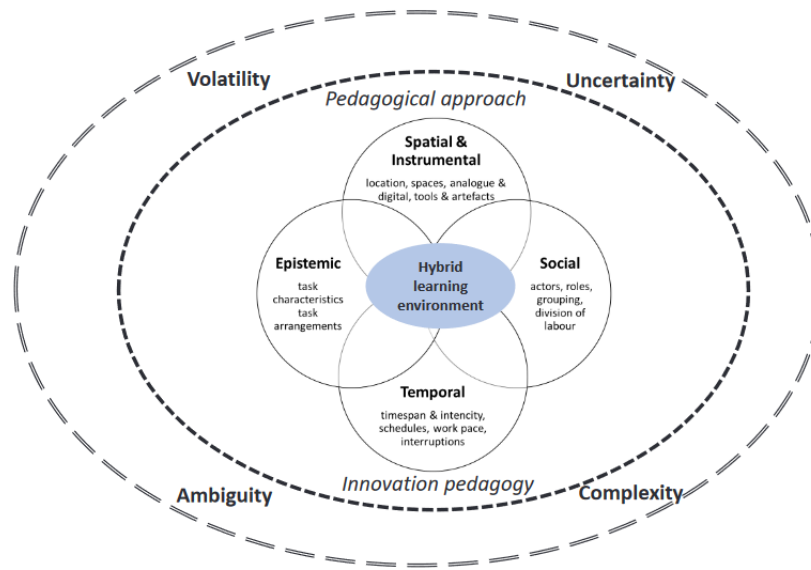 Volatility
Uncertainty
Pedagogical approach
Spatial &
Instrumental
location, spaces, analogue &
digital, tools & artefacts
Epistemic
task
characteristics
task
arrangements
Hybrid
learning
environment
Social
actors, roles,
grouping,
division of
labour
Temporal
timespan & intencity,
schedules, work pace,
interruptions
Innovation pedagogy
Ambiguity
Complexity